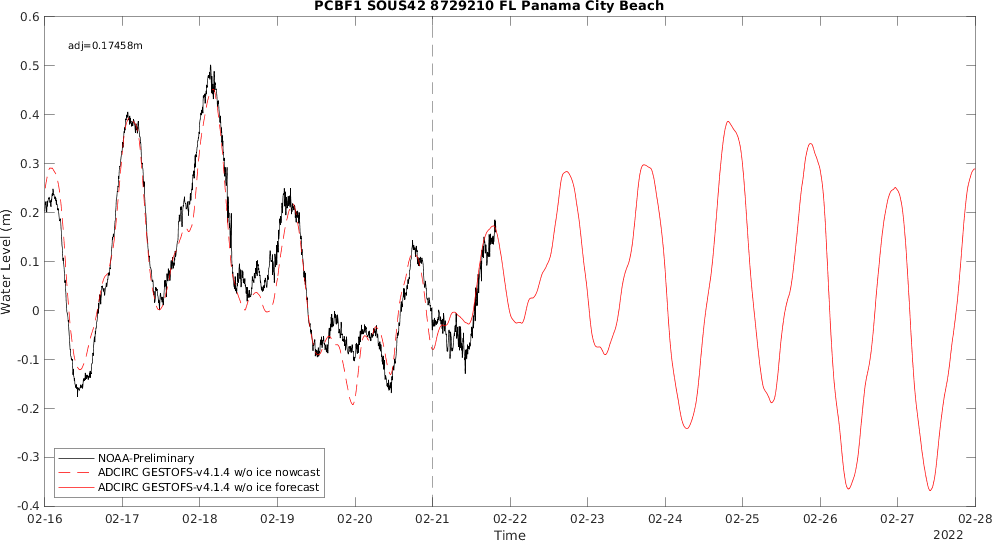 PCBF1 SOUS42 8729210 FL Panama City Beach
adj=0.17458m
0.6
0.5
0.4
0.3
0.2
0.1
0
-0.1
-0.2
-0.3
-0.4
Water Level (m)
NOAA-Preliminary
ADCIRC GESTOFS-v4.1.4 w/o ice nowcast
ADCIRC GESTOFS-v4.1.4 w/o ice forecast
02-16 02-17 02-18 02-19 02-20 02-21 02-22 02-23 02-24 02-25 02-26 02-27 02-28
Time
2022